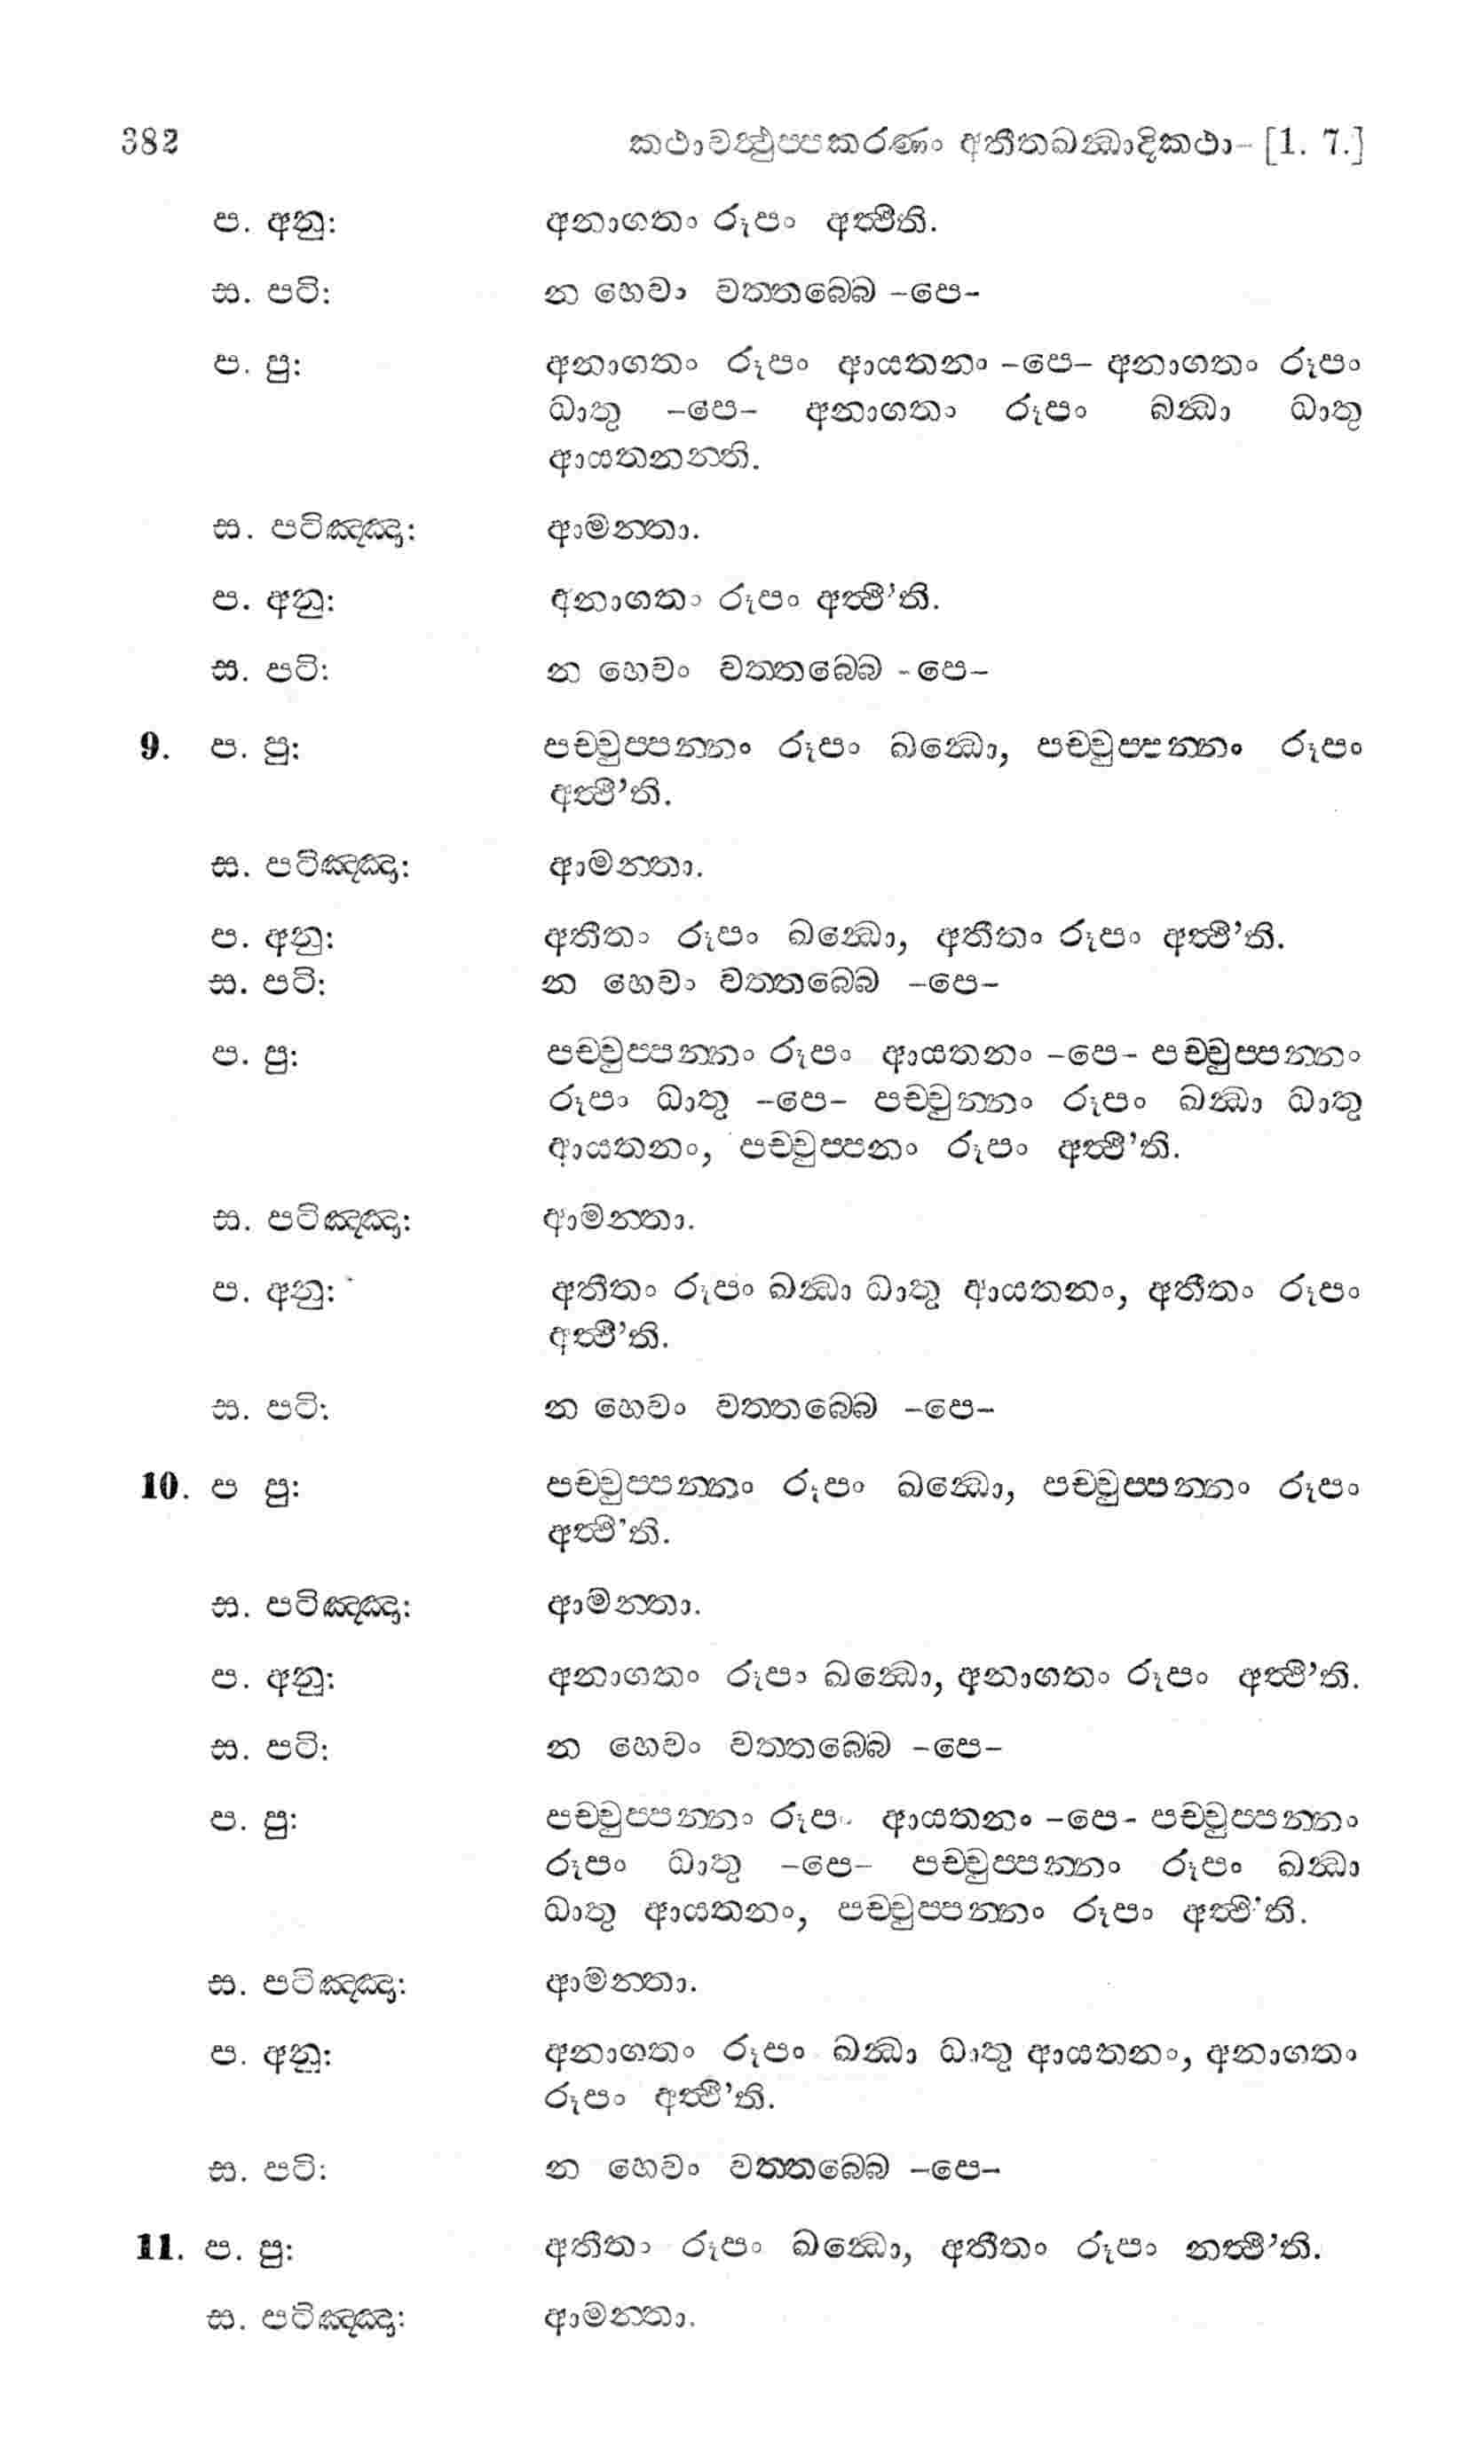 382 කථාවත්ථුප්පකරණං අතීතඛන්ධාදිකථා– [1. 7.]
ප. අනු: අනාගතං රූපං අත්ථීති.
ස. පටි: න හෙවං වත්තබ්බෙ –පෙ–
ප. පු: අනාගතං රූපං ආයතනං –පෙ– අනාගතං රූපං
ධාතු –පෙ– අනාගතං රූපං ඛන්ධා ධාතු
ආයතනන්ති.
ස. පටිඤ්ඤා: ආමන්තා.
ප. අනු: අනාගතං රූපං අත්ථී’ති.
ස. පටි: න හෙවං වත්තබ්බෙ –පෙ–
9. ප. පු: පච්චුප්පන්නං රූපං ඛන්ධො, පච්චුප්පන්නං රූපං
අත්ථී’ති.
ස. පටිඤ්ඤා: ආමන්තා.
ප. අනු: අතීතං රූපං ඛන්ධො, අතීතං රූපං අත්ථී’ති.
ස. පටි: න හෙවං වත්තබ්බෙ –පෙ–
ප. පු: පච්චුප්පන්නං රූපං ආයතනං –පෙ– පච්චුප්පන්නං
රූපං ධාතු –පෙ– පච්චුන්නං රූපං ඛන්ධා ධාතු
ආයතනං, පච්චුප්පනං රූපං අත්ථී’ති.
ස. පටිඤ්ඤා: ආමන්තා.
ප. අනු: අතීතං රූපං ඛන්ධා ධාතු ආයතනං, අතීතං රූපං
අත්ථී’ති.
ස. පටි: න හෙවං වත්තබ්බෙ –පෙ–
10. ප පු: පච්චුප්පන්නං රූපං ඛන්ධො, පච්චුප්පන්නං රූපං
අත්ථී’ති.
ස. පටිඤ්ඤා: ආමන්තා.
ප. අනු: අනාගතං රූපං ඛන්ධො, අනාගතං රූපං අත්ථී’ති.
ස. පටි: න හෙවං වත්තබ්බෙ –පෙ–
ප. පු: පච්චුප්පන්නං රූපං ආයතනං –පෙ– පච්චුප්පන්නං
රූපං ධාතු –පෙ– පච්චුප්පන්නං රූපං ඛන්ධා
ධාතු ආයතනං, පච්චුප්පන්නං රූපං අත්ථී’ති.
ස. පටිඤ්ඤා: ආමන්තා.
ප. අනු: අනාගතං රූපං ඛන්ධා ධාතු ආයතනං, අනාගතං
රූපං අත්ථී’ති.
ස. පටි: න හෙවං වත්තබ්බෙ –පෙ–
11. ප. පු: අතීතං රූපං ඛන්ධො, අතීතං රූපං නත්ථී’ති.
ස. පටිඤ්ඤා: ආමන්තා.